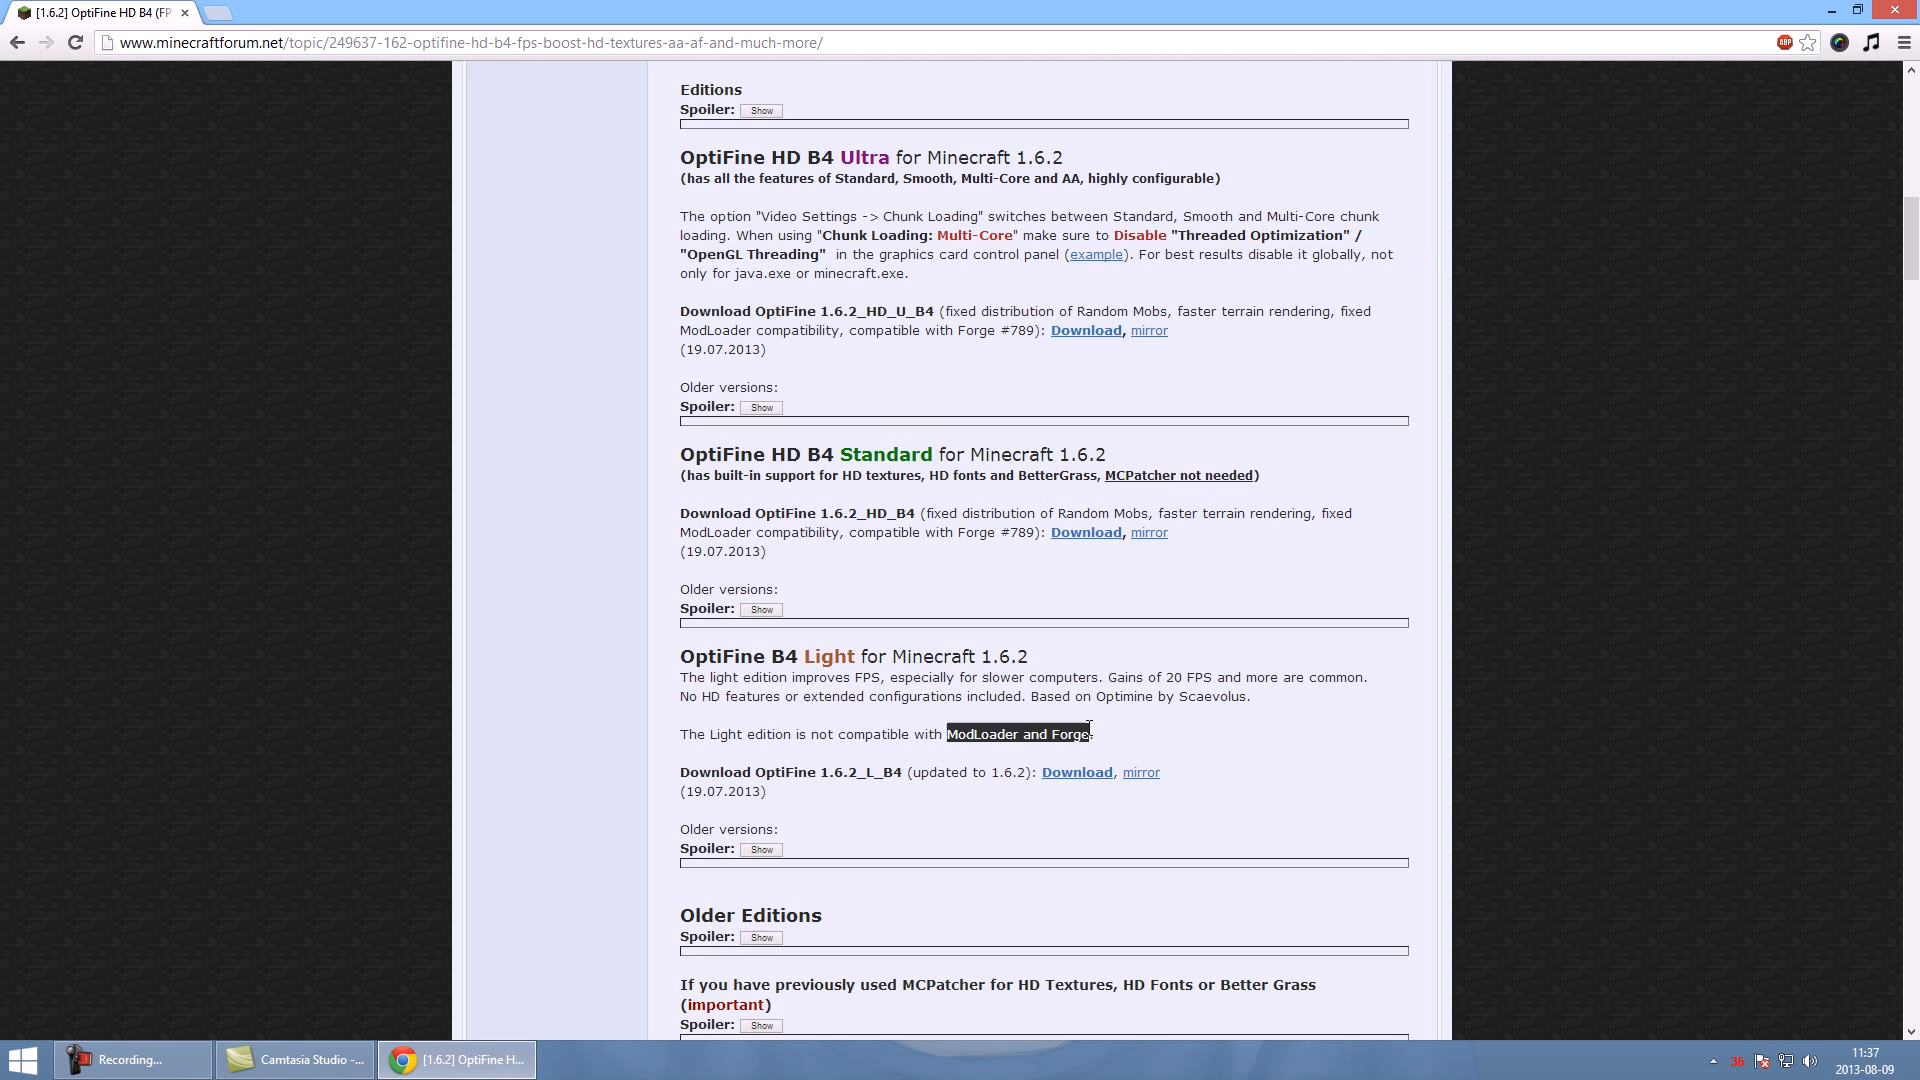 [1.6.2] OptiFine HD B4 (FP
www.minecraftforum.net/topic/249637-162-optifine-hd-b4-fps-boost-hd-textures-aa-af-and-much-more/
ABP
Editions
Spoiler: Show
OptiFine HD B4 Ultra for Minecraft 1.6.2
(has all the features of Standard, Smooth, Multi-Core and AA, highly configurable)
The option "Video Settings -> Chunk Loading" switches between Standard, Smooth and Multi-Core chunk
loading. When using "Chunk Loading: Multi-Core" make sure to Disable "Threaded Optimization" /
"OpenGL Threading" in the graphics card control panel (example). For best results disable it globally, not
only for java.exe or minecraft.exe.
Download OptiFine 1.6.2_HD_U_B4 (fixed distribution of Random Mobs, faster terrain rendering, fixed
ModLoader compatibility, compatible with Forge #789): Download, mirror
(19.07.2013)
Older versions:
Spoiler: Show
OptiFine HD B4 Standard for Minecraft 1.6.2
(has built-in support for HD textures, HD fonts and BetterGrass, MCPatcher not needed)
Download OptiFine 1.6.2_HD_B4 (fixed distribution of Random Mobs, faster terrain rendering, fixed
ModLoader compatibility, compatible with Forge #789): Download, mirror
(19.07.2013)
Older versions:
Spoiler: Show
OptiFine B4 Light for Minecraft 1.6.2
The light edition improves FPS, especially for slower computers. Gains of 20 FPS and more are common.
No HD features or extended configurations included. Based on Optimine by Scaevolus.
The Light edition is not compatible with ModLoader and Forge.
Download OptiFine 1.6.2_L_B4 (updated to 1.6.2): Download, mirror
(19.07.2013)
Older versions:
Spoiler: Show
Older Editions
Spoiler: Show
If you have previously used MCPatcher for HD Textures, HD Fonts or Better Grass
(important)
Spoiler: Show
Recording...
Camtasia Studio -...
[1.6.2] OptiFine H...
36
11:37
2013-08-09